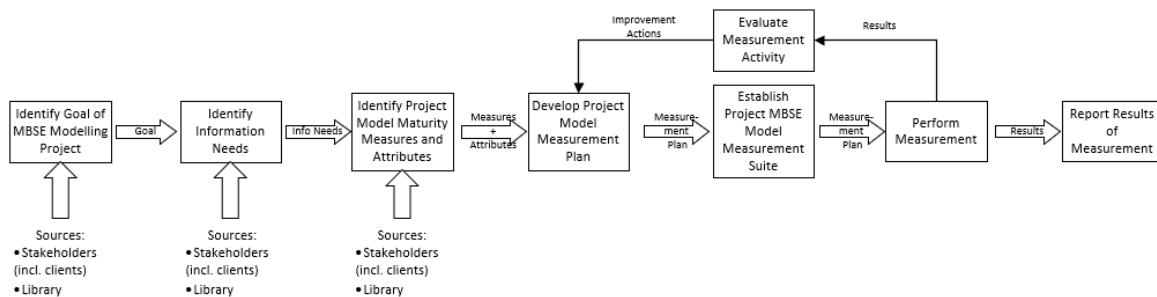 Improvement
Actions
Evaluate
Measurement
Activity
Results
Identify Goal of
MBSE Modelling
Project
Goal
Identify
Information
Needs
Info Needs
Identify Project
Model Maturity
Measures and
Attributes
Measures
+
Attributes
Develop Project
Model
Measurement
Plan
Measure-
ment
Plan
Establish
Project MBSE
Model
Measurement
Suite
Measure-
ment
Plan
Perform
Measurement
Results
Report Results
of
Measurement
Sources:
• Stakeholders
(incl. clients)
• Library
Sources:
• Stakeholders
(incl. clients)
• Library
Sources:
• Stakeholders
(incl. clients)
• Library